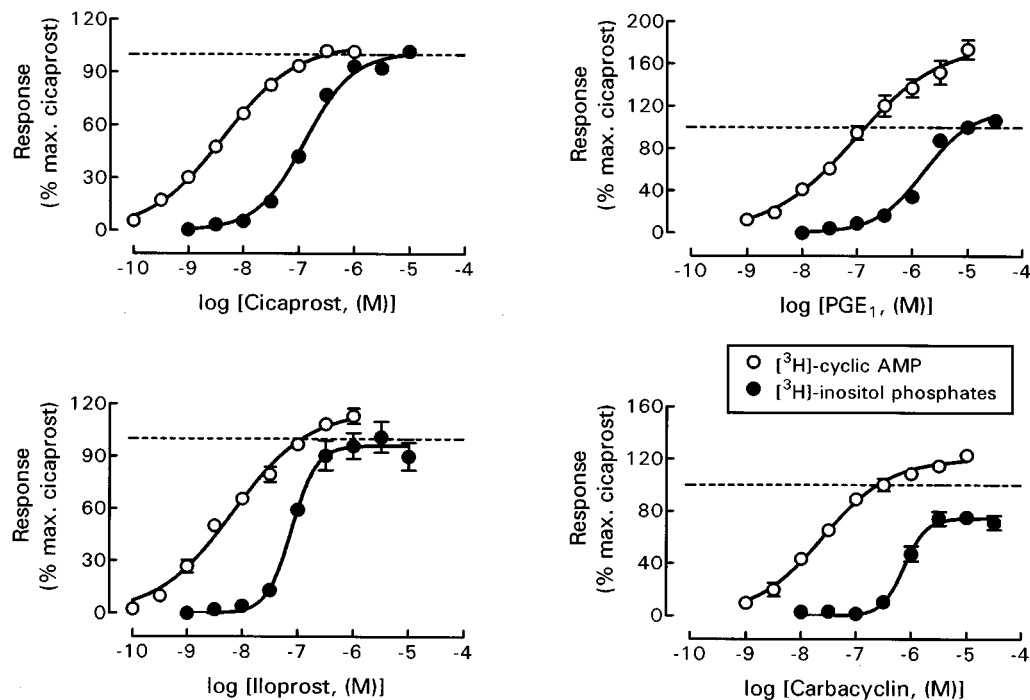 Response
(% max. cicaprost)
120
90
60
30
0
-10 -9 -8 -7 -6 -5 -4
log [Cicaprost, (M)]
Response
(% max. cicaprost)
200
160
120
80
40
0
-10 -9 -8 -7 -6 -5 -4
log [PGE₁, (M)]
[³H]-cyclic AMP
[³H]-inositol phosphates
Response
(% max. cicaprost)
120
90
60
30
0
-10 -9 -8 -7 -6 -5 -4
log [Iloprost, (M)]
Response
(% max. cicaprost)
160
120
80
40
0
-10 -9 -8 -7 -6 -5 -4
log [Carbacyclin, (M)]